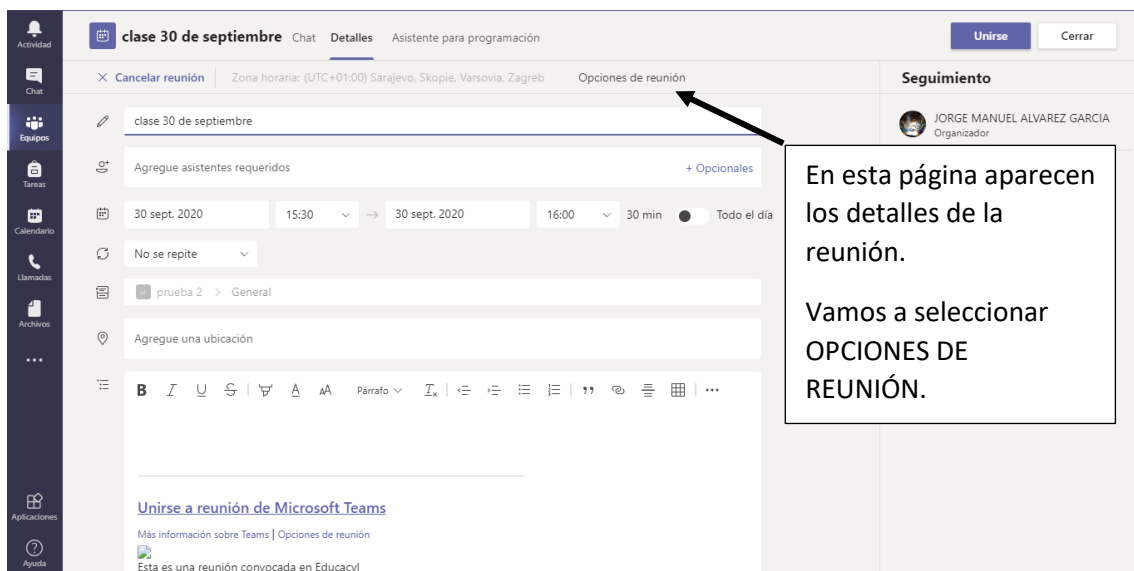 Actividad
Chat
Equipos
Tareas
Calendario
Llamadas
Archivos
Aplicaciones
Ayuda
clase 30 de septiembre Chat Detalles Asistente para programación
Unirse Cerrar
Cancelar reunión Zona horaria: (UTC+01:00) Sarajevo, Skopie, Varsovia, Zagreb Opciones de reunión
Seguimiento
clase 30 de septiembre
JORGE MANUEL ALVAREZ GARCIA
Organizador
Agregue asistentes requeridos + Opcionales
30 sept. 2020 15:30 → 30 sept. 2020 16:00 30 min Todo el día
No se repite
prueba 2 > General
Agregue una ubicación
Párrafo
Unirse a reunión de Microsoft Teams
Más información sobre Teams | Opciones de reunión
Esta es una reunión convocada en Educacyl
En esta página aparecen
los detalles de la
reunión.
Vamos a seleccionar
OPCIONES DE
REUNIÓN.